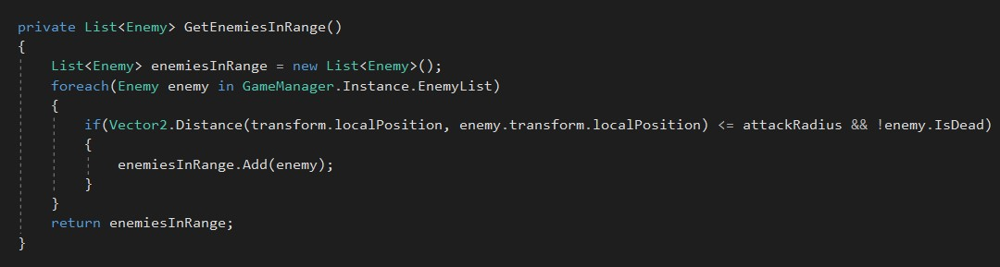 private List<Enemy> GetEnemiesInRange()
{
    List<Enemy> enemiesInRange = new List<Enemy>();
    foreach(Enemy enemy in GameManager.Instance.EnemyList)
    {
        if(Vector2.Distance(transform.localPosition, enemy.transform.localPosition) <= attackRadius && !enemy.IsDead)
        {
            enemiesInRange.Add(enemy);
        }
    }
    return enemiesInRange;
}